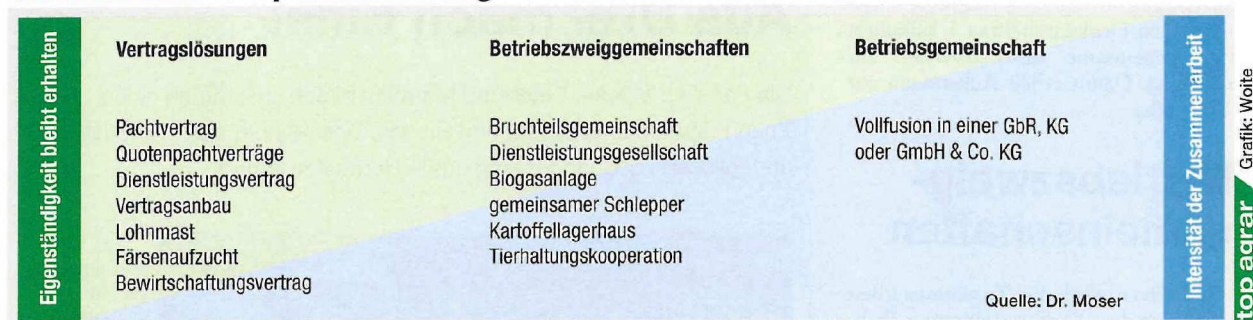 Eigenständigkeit bleibt erhalten
Vertragslösungen
Pachtvertrag
Quotenpachtverträge
Dienstleistungsvertrag
Vertragsanbau
Lohnmast
Färsenaufzucht
Bewirtschaftungsvertrag
Betriebszweiggemeinschaften
Bruchteilsgemeinschaft
Dienstleistungsgesellschaft
Biogasanlage
gemeinsamer Schlepper
Kartoffellagerhaus
Tierhaltungskooperation
Betriebsgemeinschaft
Vollfusion in einer GbR, KG
oder GmbH & Co. KG
Quelle: Dr. Moser
Intensität der Zusammenarbeit
top agrar
Grafik: Woite